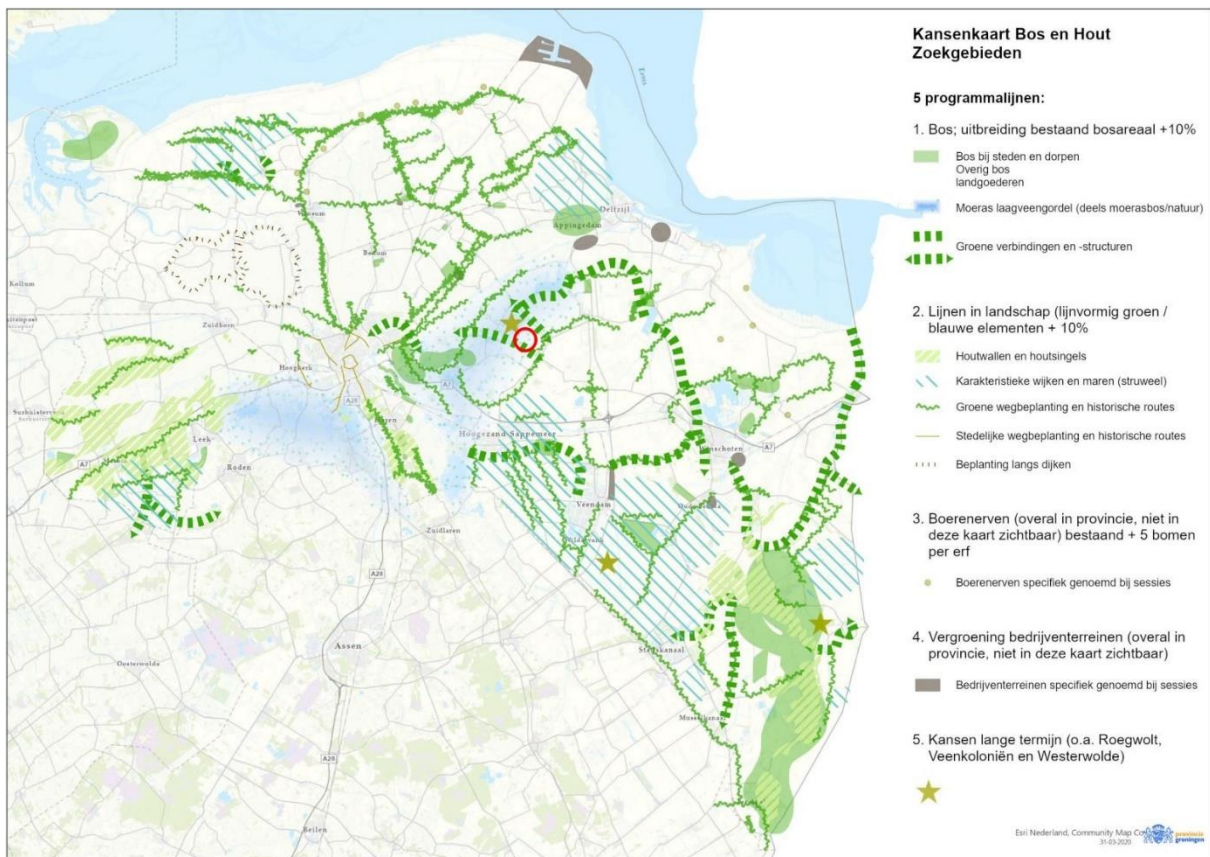 Kansenkaart Bos en Hout
Zoekgebieden
5 programmalijnen:
1. Bos; uitbreiding bestaand bosareaal +10%
Bos bij steden en dorpen
Overig bos
landgoederen
Moeras laagveengordel (deels moerasbos/natuur)
Groene verbindingen en -structuren
2. Lijnen in landschap (lijnvormig groen /
blauwe elementen + 10%
Houtwallen en houtsingels
Karakteristieke wijken en maren (struweel)
Groene wegbeplanting en historische routes
Stedelijke wegbeplanting en historische routes
Beplanting langs dijken
3. Boerenerven (overal in provincie, niet in
deze kaart zichtbaar) bestaand + 5 bomen
per erf
Boerenerven specifiek genoemd bij sessies
4. Vergroening bedrijventerreinen (overal in
provincie, niet in deze kaart zichtbaar)
Bedrijventerreinen specifiek genoemd bij sessies
5. Kansen lange termijn (o.a. Roegwolt,
Veenkoloniën en Westerwolde)
Esri Nederland, Community Map Co
31-03-2020
provincie
groningen
Eems
Delfzijl
Appingedam
Bedum
Kollum
Zuidhorn
Hoogkerk
A28
A7
Hoogezand Sappemeer
A7
Leek
A7
Roden
Zuidlaren
Veendam
A28
Assen
Stadskanaal
Oosterwolde
Musselkanaal
A28
Beilen